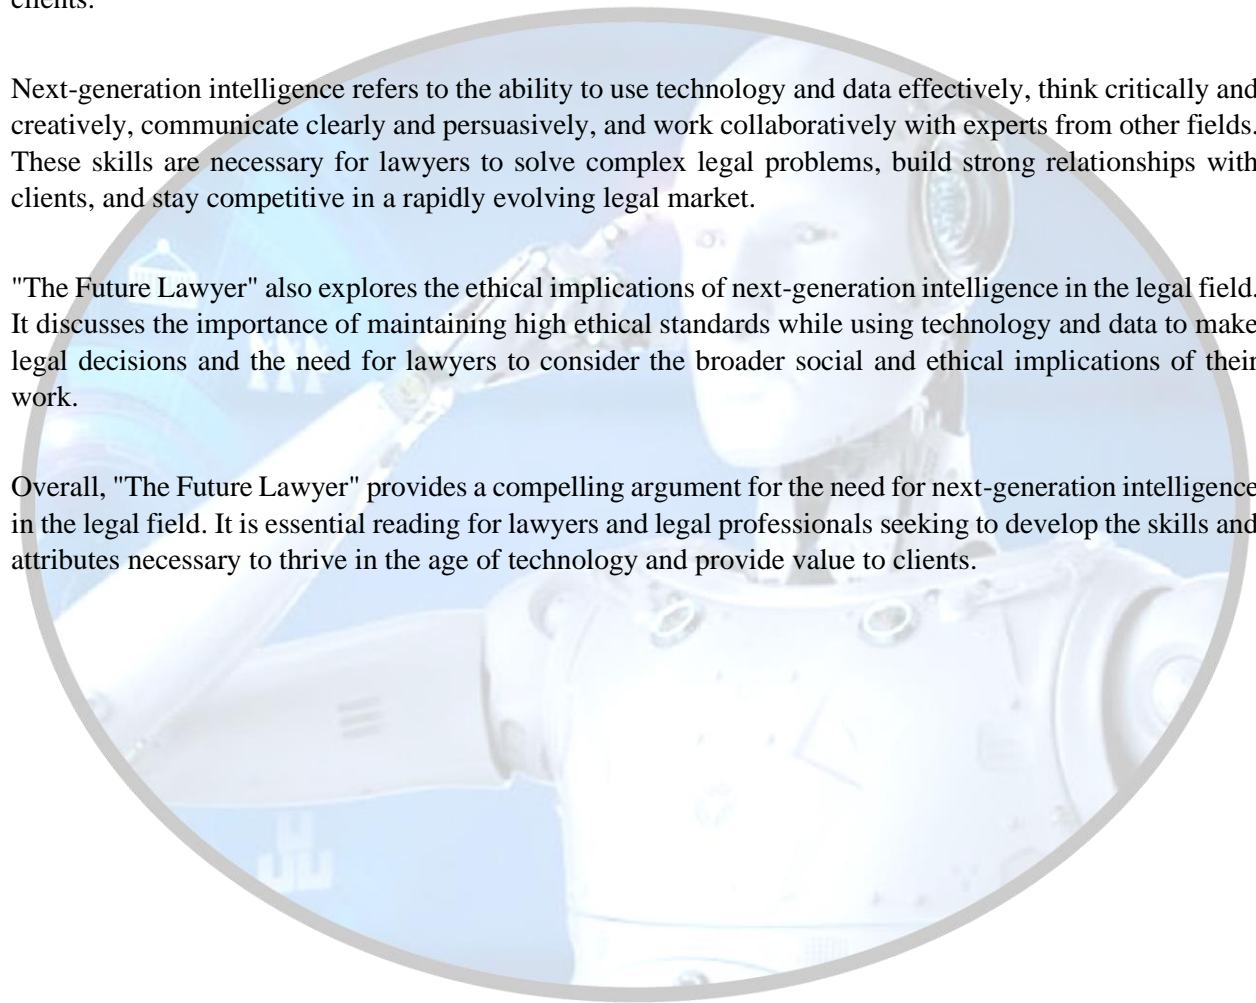 clients.
Next-generation intelligence refers to the ability to use technology and data effectively, think critically and
creatively, communicate clearly and persuasively, and work collaboratively with experts from other fields.
These skills are necessary for lawyers to solve complex legal problems, build strong relationships with
clients, and stay competitive in a rapidly evolving legal market.
"The Future Lawyer" also explores the ethical implications of next-generation intelligence in the legal field.
It discusses the importance of maintaining high ethical standards while using technology and data to make
legal decisions and the need for lawyers to consider the broader social and ethical implications of their
work.
Overall, "The Future Lawyer" provides a compelling argument for the need for next-generation intelligence
in the legal field. It is essential reading for lawyers and legal professionals seeking to develop the skills and
attributes necessary to thrive in the age of technology and provide value to clients.